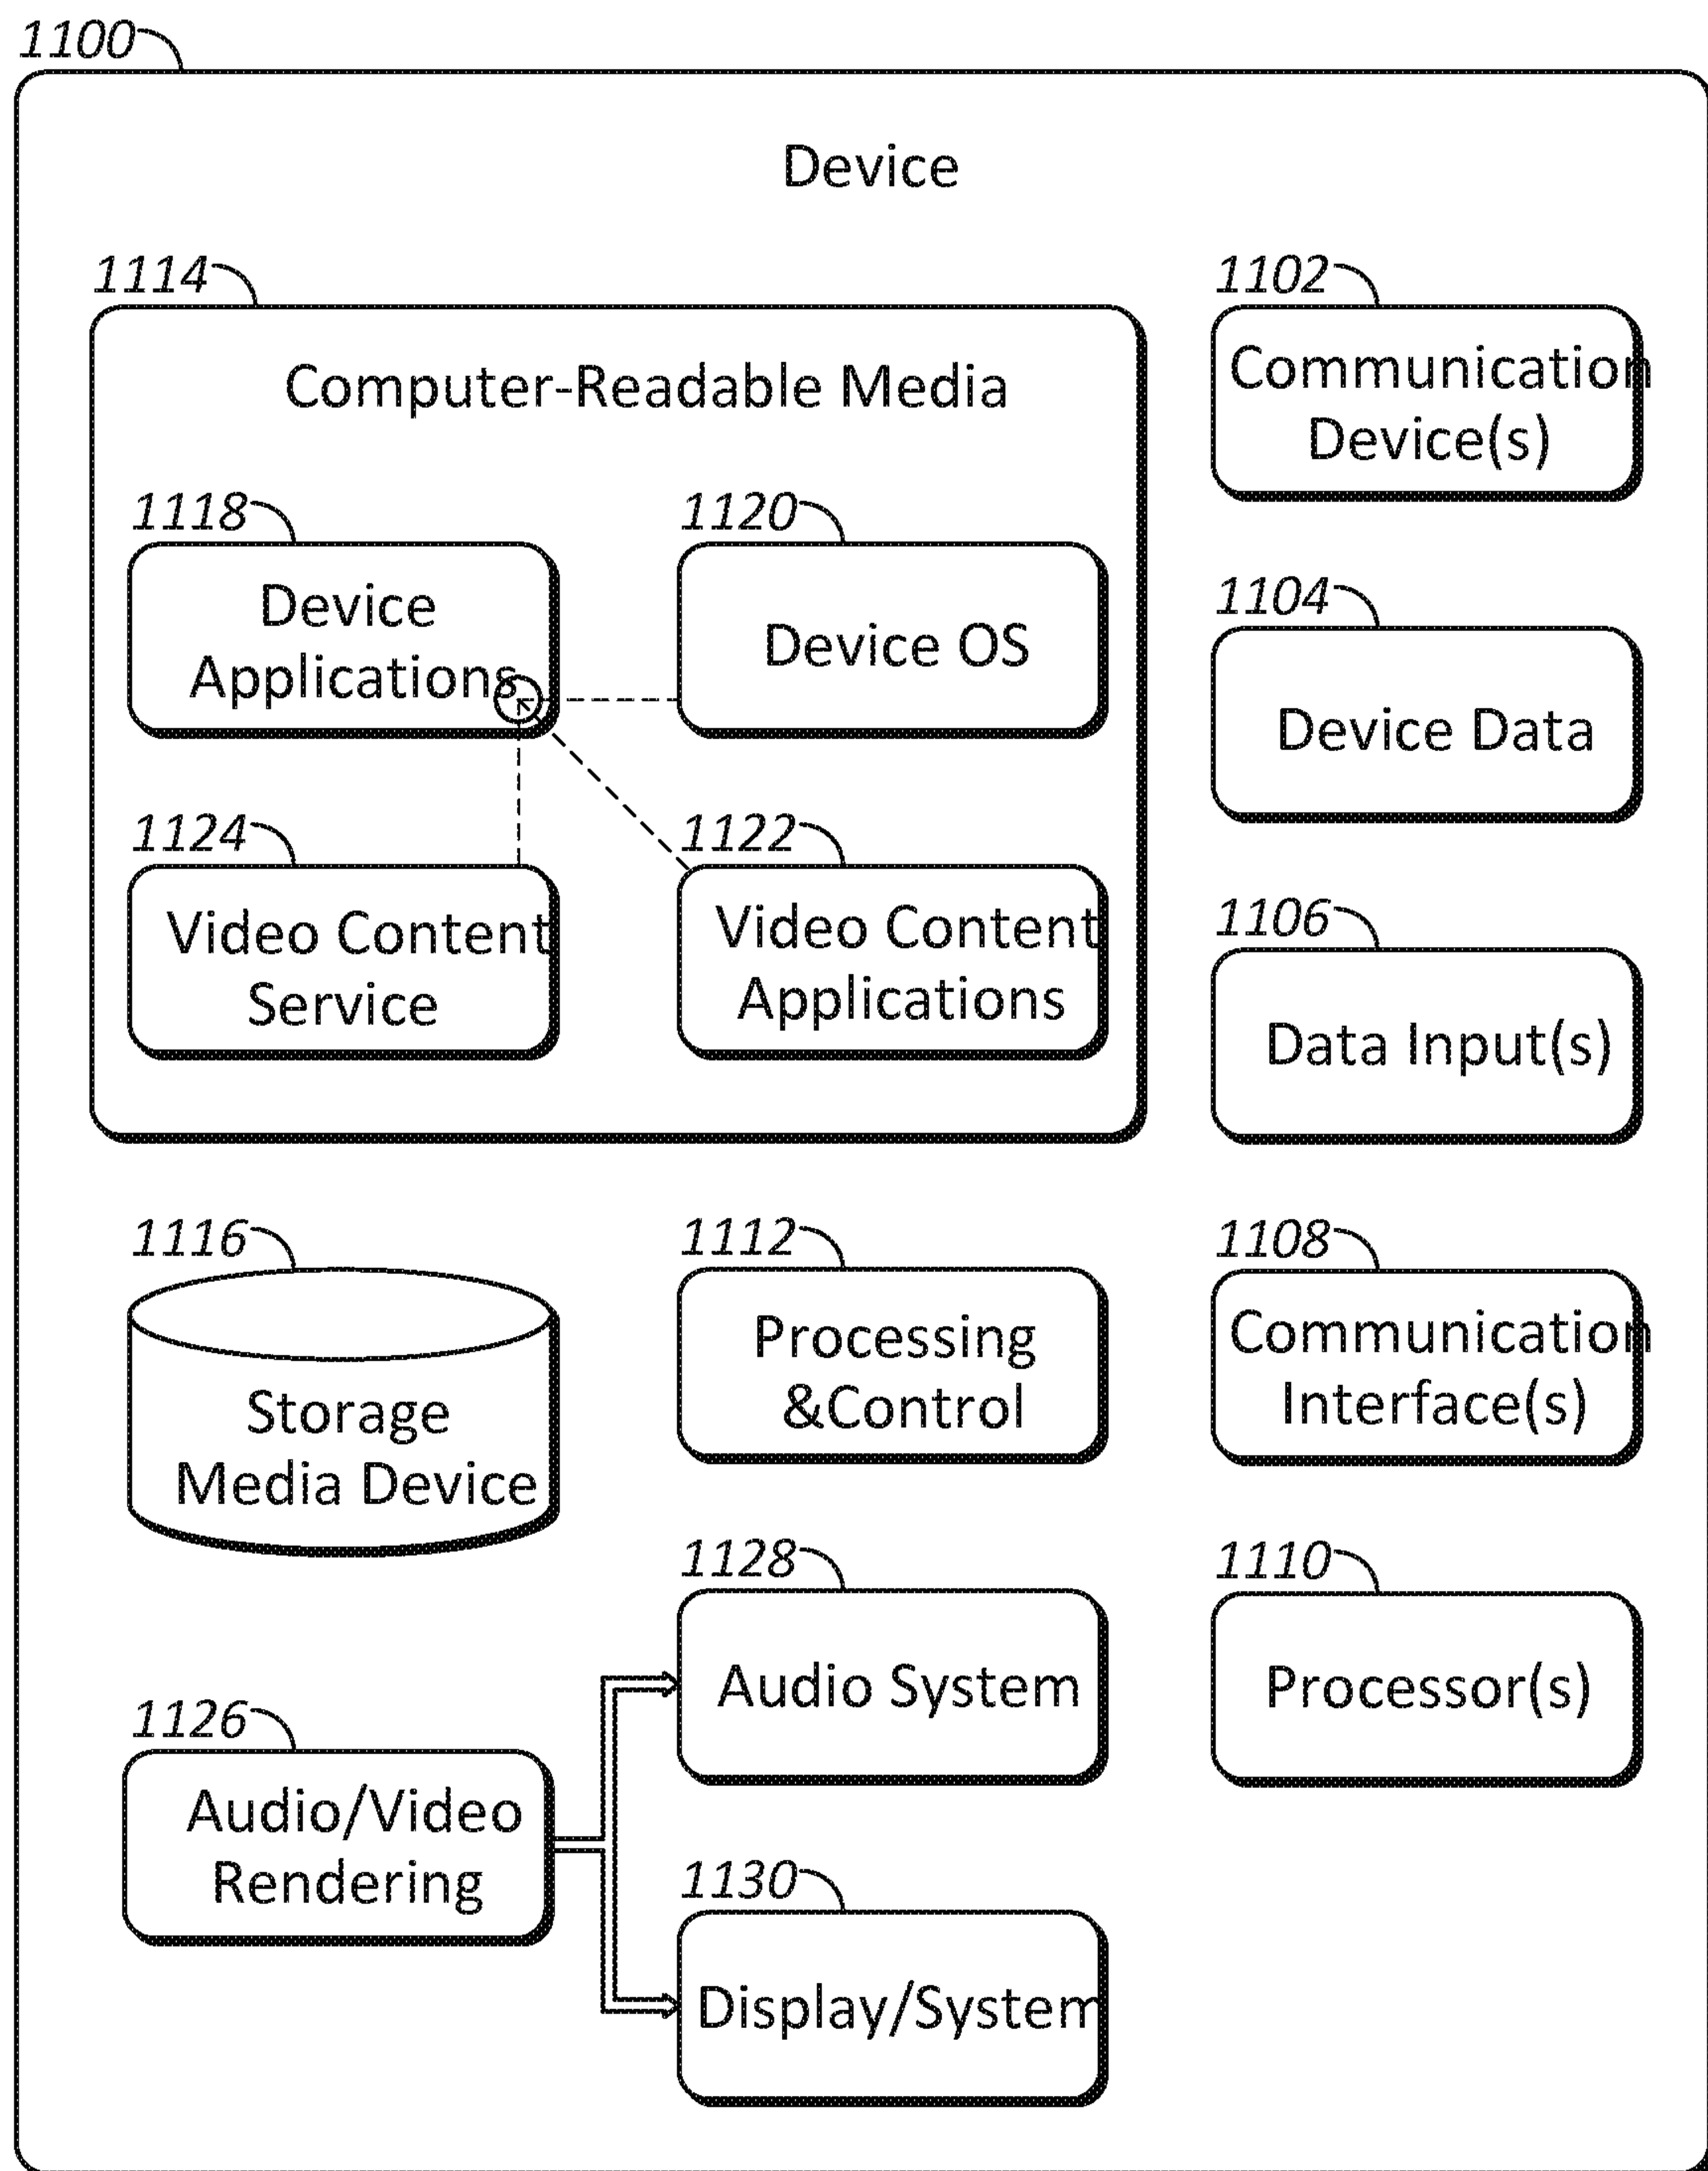 1100
Device
1114
Computer-Readable Media
1118
Device
Applications
1120
Device OS
1124
Video Content
Service
1122
Video Content
Applications
1102
Communication
Device(s)
1104
Device Data
1106
Data Input(s)
1116
Storage
Media Device
1112
Processing
&Control
1108
Communication
Interface(s)
1128
Audio System
1110
Processor(s)
1126
Audio/Video
Rendering
1130
Display/System